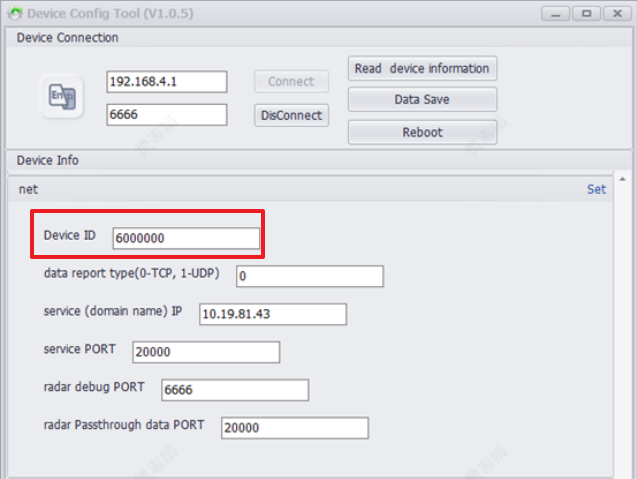 Device Config Tool (V1.0.5)
Device Connection
192.168.4.1
Connect
Read device information
En
6666
DisConnect
Data Save
Reboot
Device Info
net
Set
Device ID 6000000
data report type(0-TCP, 1-UDP) 0
service (domain name) IP 10.19.81.43
service PORT 20000
radar debug PORT 6666
radar Passthrough data PORT 20000